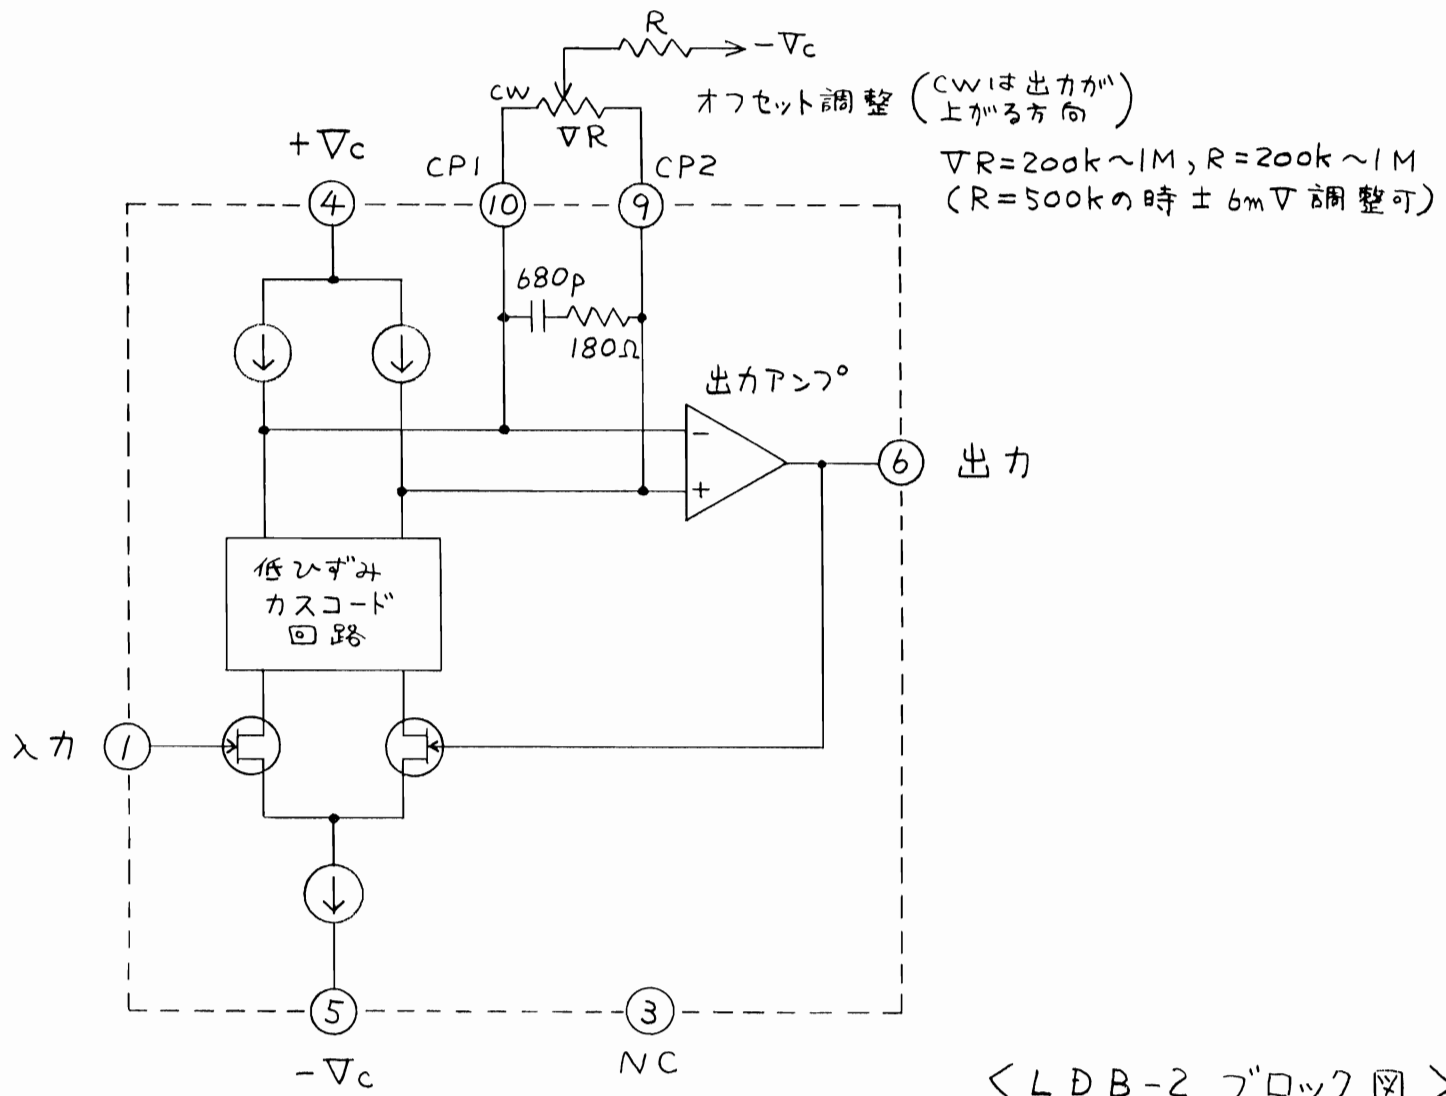 R
-Vc
CW
VR
オフセット調整 (CWは出力が
上がる方向)
+Vc
CP1
CP2
VR=200k~1M, R=200k~1M
(R=500kの時±6mV調整可)
4
10
9
680p
180Ω
出力アンプ
-
+
6
出力
低ひずみ
カスコード
回路
入力
1
5
3
-Vc
NC
<LDB-2 ブロック図>